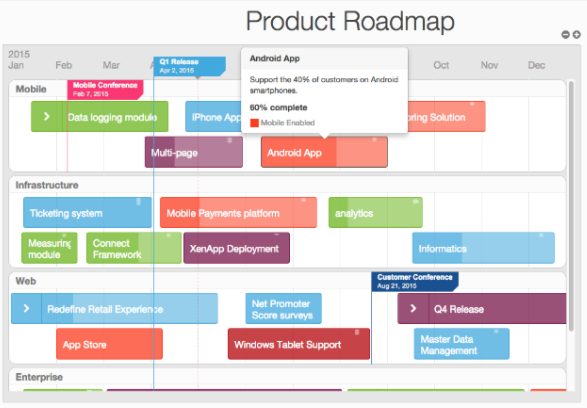 Product Roadmap
2015
Jan Feb Mar Oct Nov Dec
Q1 Release
Apr 2, 2015
Android App
Support the 40% of customers on Android
smartphones.
60% complete
Mobile Enabled
Mobile
Mobile Conference
Feb 7, 2015
Data logging module
iPhone App
oring Solution
Multi-page
Android App
Infrastructure
Ticketing system
Mobile Payments platform
analytics
Measuring
module
Connect
Framework
XenApp Deployment
Informatics
Web
Customer Conference
Aug 21, 2015
Redefine Retail Experience
Net Promoter
Score surveys
Q4 Release
App Store
Windows Tablet Support
Master Data
Management
Enterprise